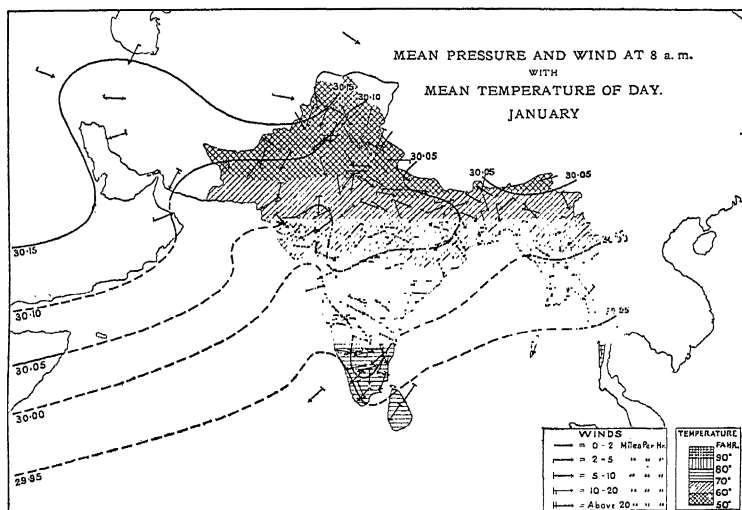 MEAN PRESSURE AND WIND AT 8 a.m.
WITH
MEAN TEMPERATURE OF DAY.
JANUARY
30·15
30·10
30·05
30·05
30·05
30·15
30·10
30·05
30·00
29·95
WINDS
= 0-2 Miles Per Hr.
= 2-5 " " "
= 5-10 " " "
= 10-20 " " "
= Above 20 " " "
TEMPERATURE
FAHR.
90°
80°
70°
60°
50°